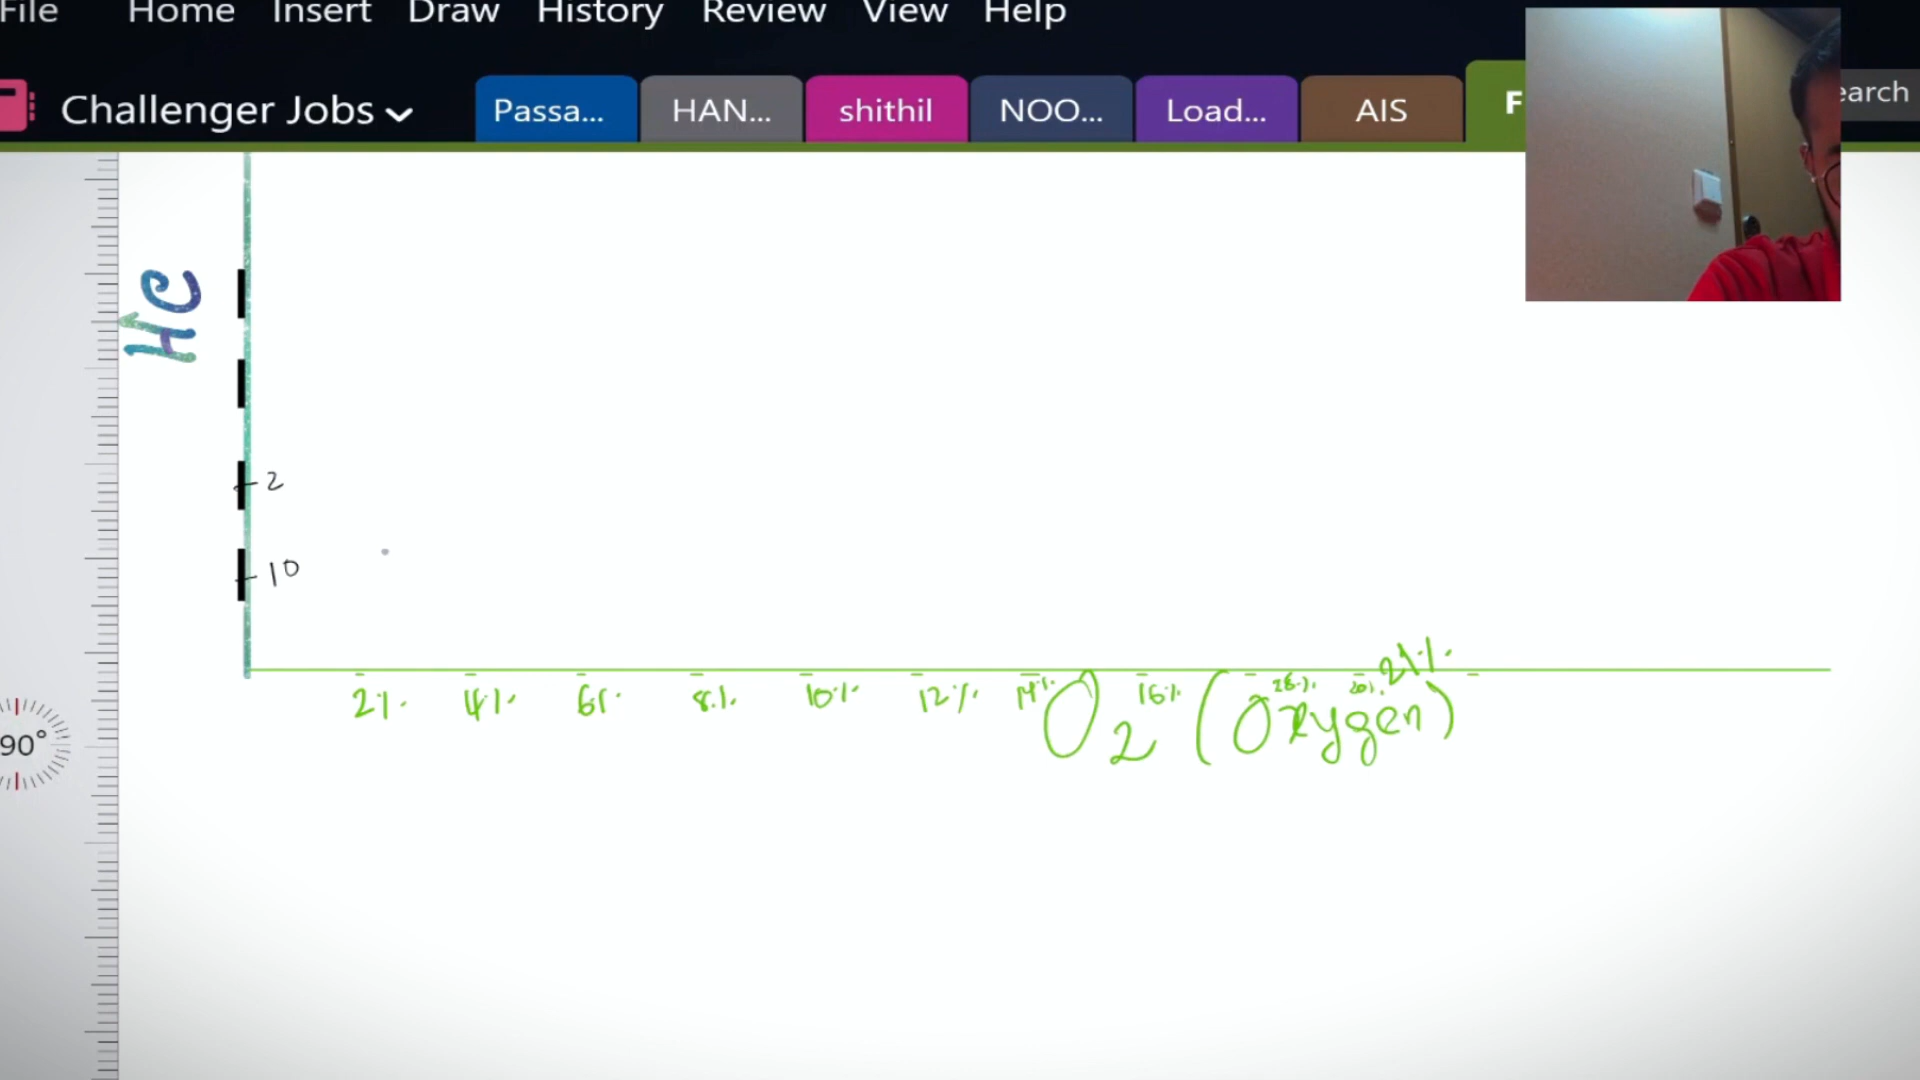 File Home Insert Draw History Review View Help
Challenger Jobs
Passa... HAN... shithil NOO... Load... AIS F
earch
HC
2
10
21%
2% 4% 6% 8% 10% 12% 14% 16% 20%
O2 (Oxygen)
90°